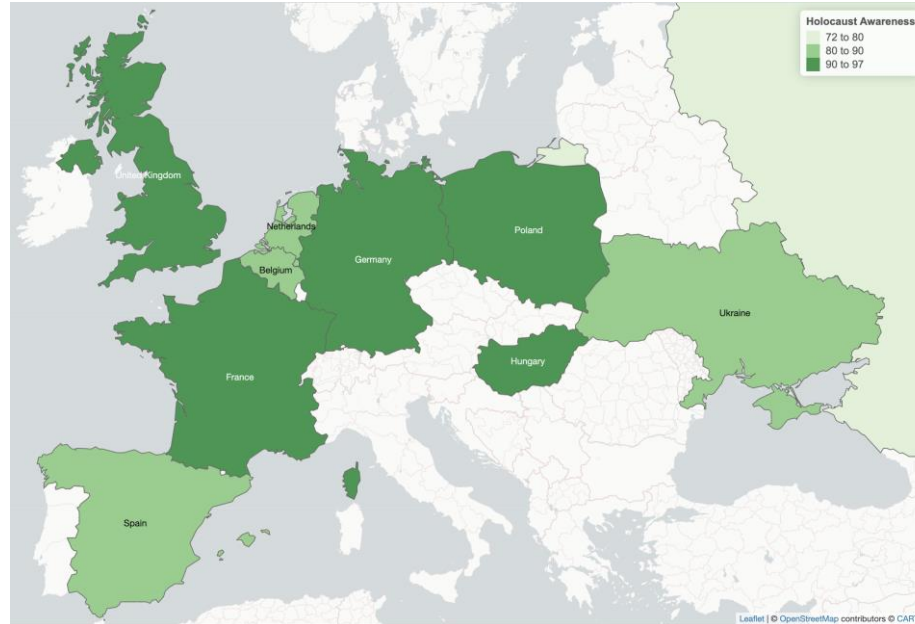 Holocaust Awareness
72 to 80
80 to 90
90 to 97
United Kingdom
Netherlands
Belgium
Germany
Poland
Ukraine
France
Hungary
Spain
Leaflet | © OpenStreetMap contributors © CAR